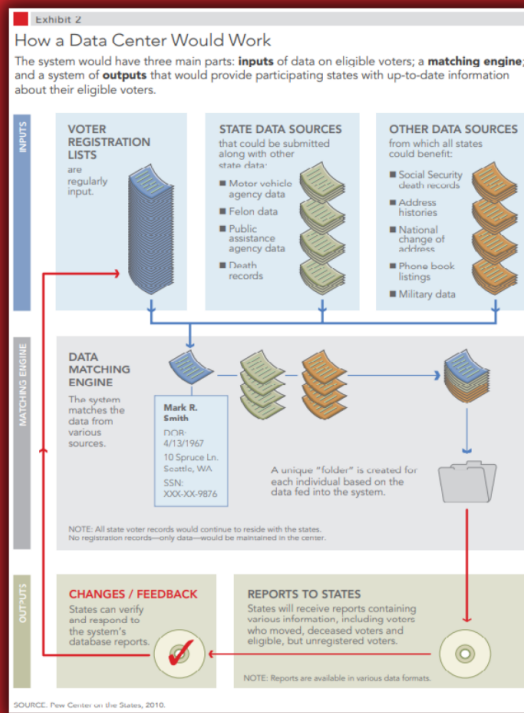 Exhibit 2
How a Data Center Would Work
The system would have three main parts: inputs of data on eligible voters; a matching engine;
and a system of outputs that would provide participating states with up-to-date information
about their eligible voters.
INPUTS
VOTER
REGISTRATION
LISTS
are
regularly
input.
STATE DATA SOURCES
that could be submitted
along with other
state data:
■ Motor vehicle
agency data
■ Felon data
■ Public
assistance
agency data
■ Death
records
OTHER DATA SOURCES
from which all states
could benefit:
■ Social Security
death records
■ Address
histories
■ National
change of
address
■ Phone book
listings
■ Military data
MATCHING ENGINE
DATA
MATCHING
ENGINE
The system
matches the
data from
various
sources.
Mark R.
Smith
DOB:
4/13/1967
10 Spruce Ln.
Seattle, WA
SSN:
XXX-XX-9876
A unique "folder" is created for
each individual based on the
data fed into the system.
NOTE: All state voter records would continue to reside with the states.
No registration records—only data—would be maintained in the center.
OUTPUTS
CHANGES / FEEDBACK
States can verify
and respond to
the system's
database reports.
REPORTS TO STATES
States will receive reports containing
various information, including voters
who moved, deceased voters and
eligible, but unregistered voters.
NOTE: Reports are available in various data formats.
SOURCE. Pew Center on the States, 2010.